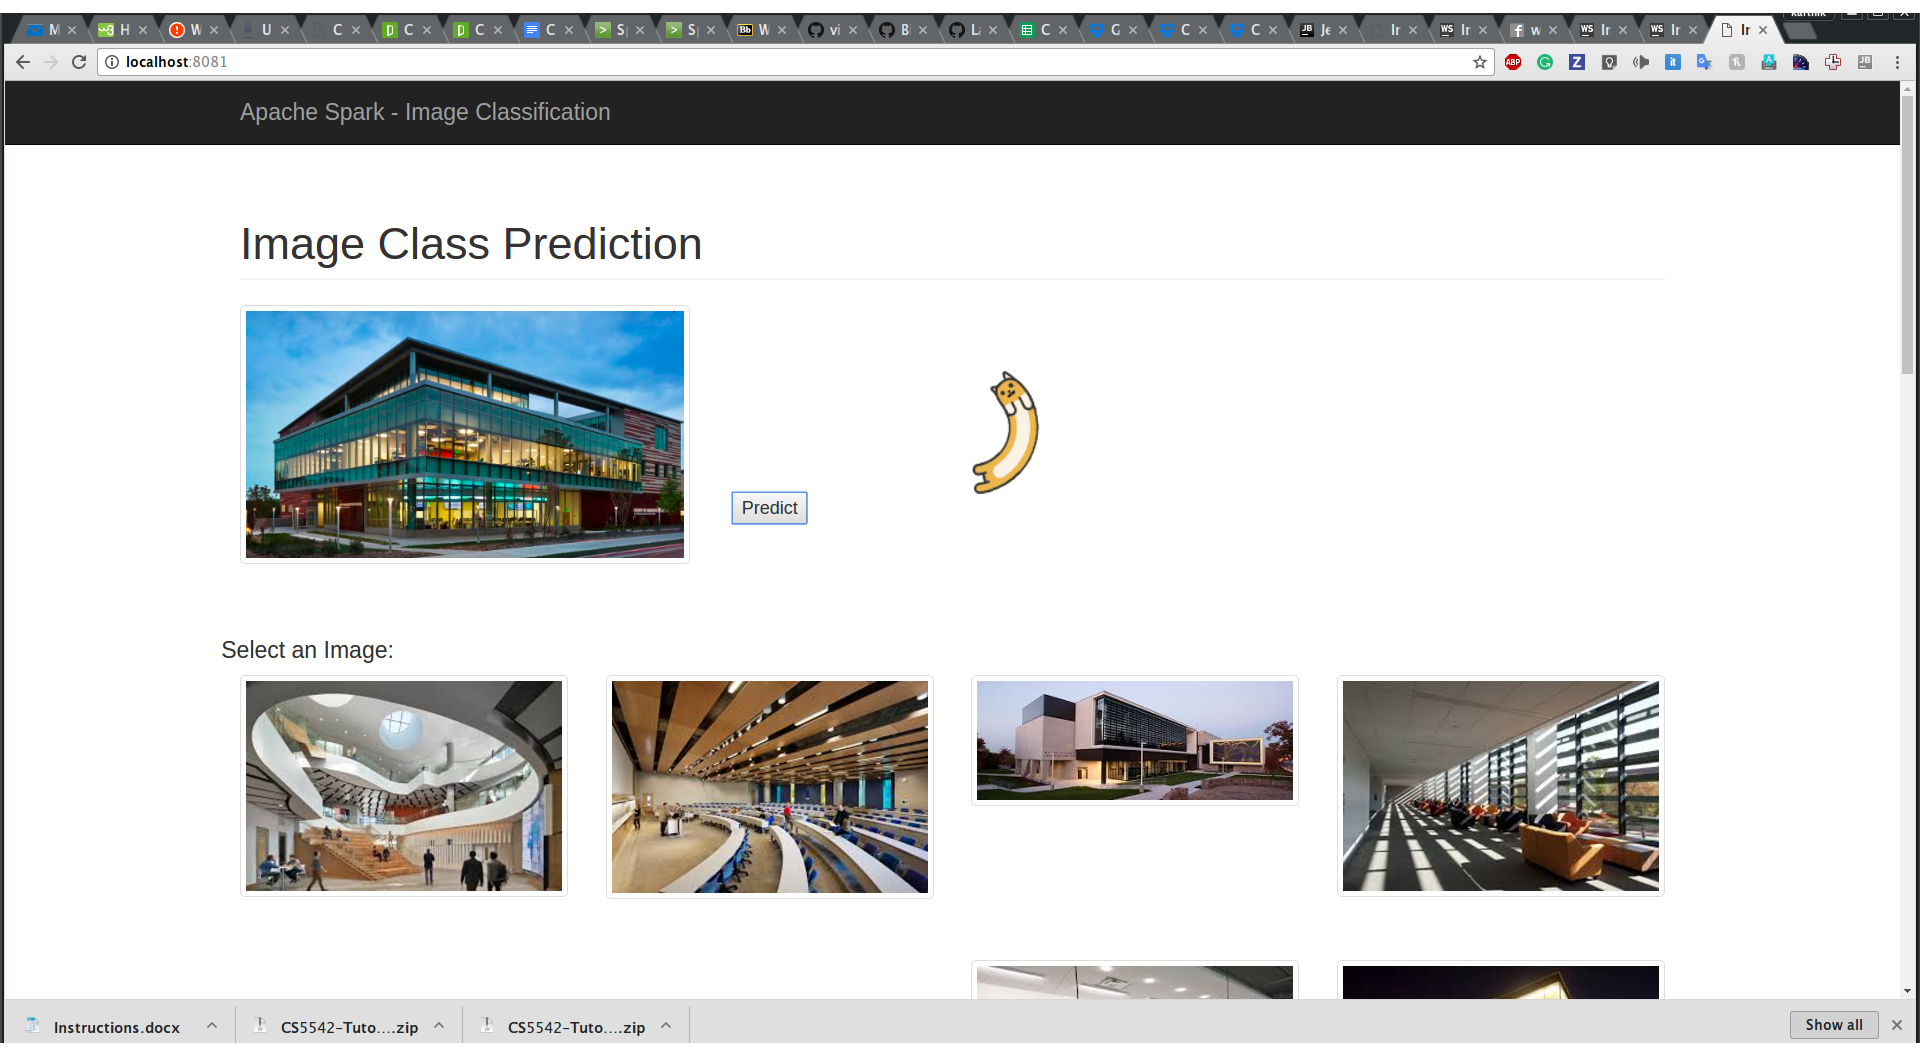 karthik
M H W U C C C C S S W vi B L C G C C Je Ir Ir w Ir Ir Ir
localhost:8081
Apache Spark - Image Classification
Image Class Prediction
Predict
Select an Image:
Instructions.docx CS5542-Tuto....zip CS5542-Tuto....zip Show all